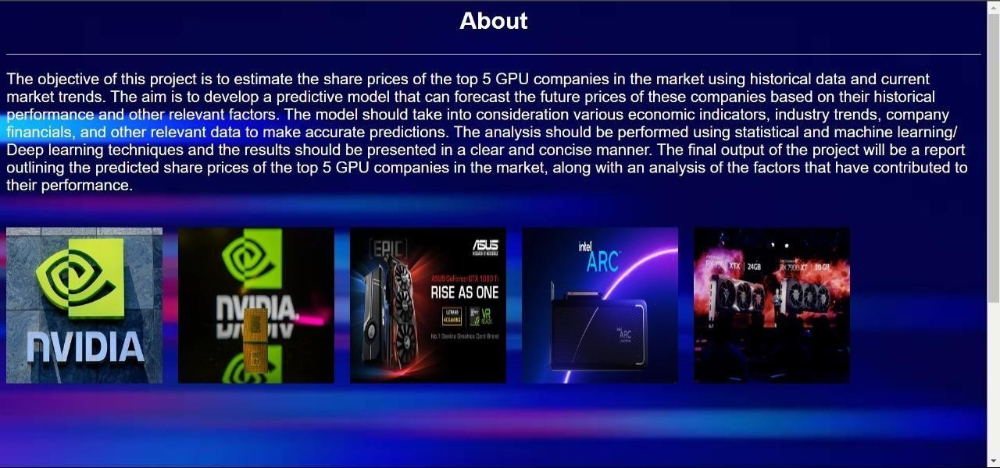 About
The objective of this project is to estimate the share prices of the top 5 GPU companies in the market using historical data and current
market trends. The aim is to develop a predictive model that can forecast the future prices of these companies based on their historical
performance and other relevant factors. The model should take into consideration various economic indicators, industry trends, company
financials, and other relevant data to make accurate predictions. The analysis should be performed using statistical and machine learning/
Deep learning techniques and the results should be presented in a clear and concise manner. The final output of the project will be a report
outlining the predicted share prices of the top 5 GPU companies in the market, along with an analysis of the factors that have contributed to
their performance.
NVIDIA
NVIDIA.
[EPIC]
ASUS
ASUS GeForce GTX 1080 Ti
RISE AS ONE
4K GAMING
VR
READY
No.1 Gaming Graphics Card Brand
intel
ARC
ARC
RX 7900 XTX
24GB
RX 7900 XT
20 GB